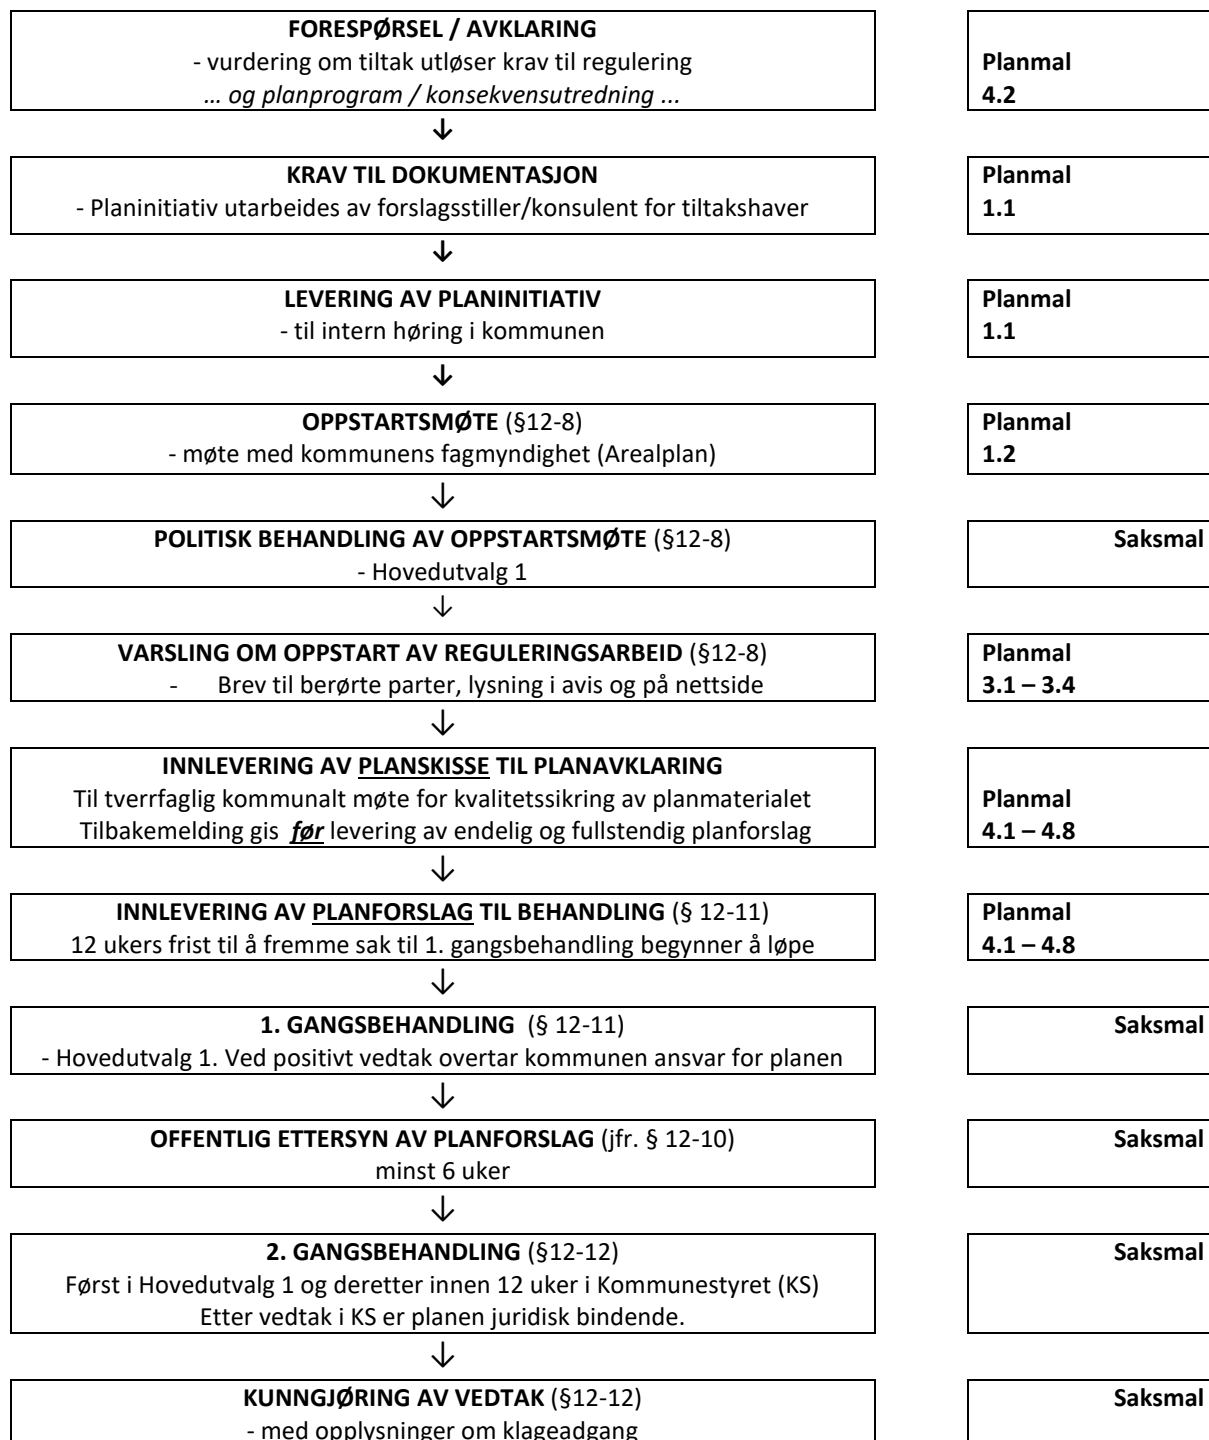 FORESPØRSEL / AVKLARING
- vurdering om tiltak utløser krav til regulering
… og planprogram / konsekvensutredning ...
Planmal
4.2
↓
KRAV TIL DOKUMENTASJON
- Planinitiativ utarbeides av forslagsstiller/konsulent for tiltakshaver
Planmal
1.1
↓
LEVERING AV PLANINITIATIV
- til intern høring i kommunen
Planmal
1.1
↓
OPPSTARTSMØTE (§12-8)
- møte med kommunens fagmyndighet (Arealplan)
Planmal
1.2
↓
POLITISK BEHANDLING AV OPPSTARTSMØTE (§12-8)
- Hovedutvalg 1
Saksmal
↓
VARSLING OM OPPSTART AV REGULERINGSARBEID (§12-8)
- Brev til berørte parter, lysning i avis og på nettside
Planmal
3.1 – 3.4
↓
INNLEVERING AV PLANSKISSE TIL PLANAVKLARING
Til tverrfaglig kommunalt møte for kvalitetssikring av planmaterialet
Tilbakemelding gis før levering av endelig og fullstendig planforslag
Planmal
4.1 – 4.8
↓
INNLEVERING AV PLANFORSLAG TIL BEHANDLING (§ 12-11)
12 ukers frist til å fremme sak til 1. gangsbehandling begynner å løpe
Planmal
4.1 – 4.8
↓
1. GANGSBEHANDLING (§ 12-11)
- Hovedutvalg 1. Ved positivt vedtak overtar kommunen ansvar for planen
Saksmal
↓
OFFENTLIG ETTERSYN AV PLANFORSLAG (jfr. § 12-10)
minst 6 uker
Saksmal
↓
2. GANGSBEHANDLING (§12-12)
Først i Hovedutvalg 1 og deretter innen 12 uker i Kommunestyret (KS)
Etter vedtak i KS er planen juridisk bindende.
Saksmal
↓
KUNNGJØRING AV VEDTAK (§12-12)
- med opplysninger om klageadgang
Saksmal